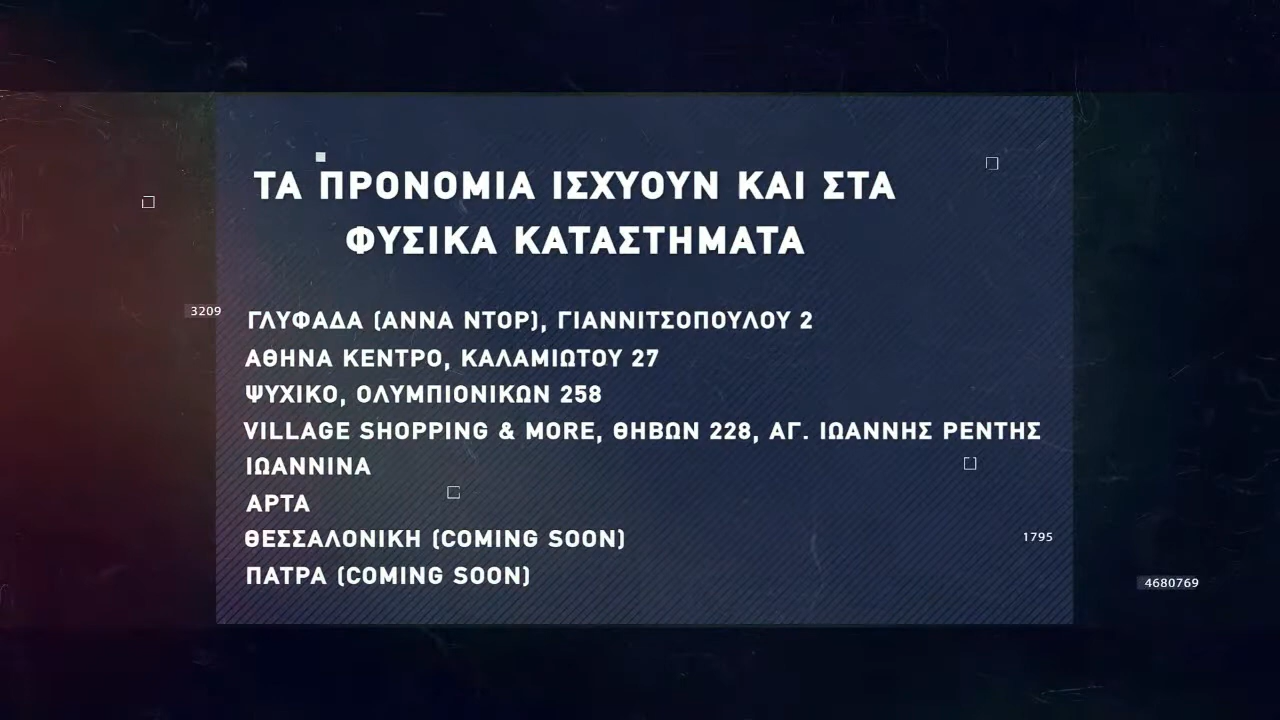 ΤΑ ΠΡΟΝΟΜΙΑ ΙΣΧΥΟΥΝ ΚΑΙ ΣΤΑ
ΦΥΣΙΚΑ ΚΑΤΑΣΤΗΜΑΤΑ
3209
ΓΛΥΦΑΔΑ (ΑΝΝΑ ΝΤΟΡ), ΓΙΑΝΝΙΤΣΟΠΟΥΛΟΥ 2
ΑΘΗΝΑ ΚΕΝΤΡΟ, ΚΑΛΑΜΙΩΤΟΥ 27
ΨΥΧΙΚΟ, ΟΛΥΜΠΙΟΝΙΚΩΝ 258
VILLAGE SHOPPING & MORE, ΘΗΒΩΝ 228, ΑΓ. ΙΩΑΝΝΗΣ ΡΕΝΤΗΣ
ΙΩΑΝΝΙΝΑ
ΑΡΤΑ
ΘΕΣΣΑΛΟΝΙΚΗ (COMING SOON)
1795
ΠΑΤΡΑ (COMING SOON)
4680769